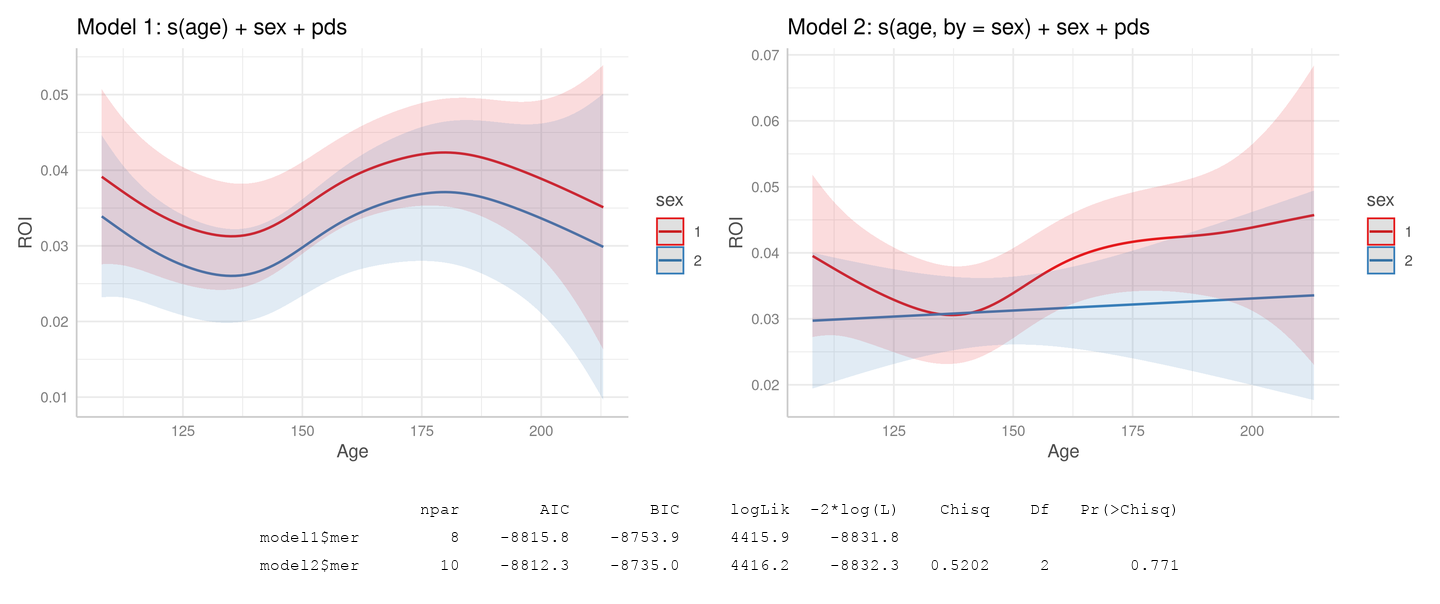 Model 1: s(age) + sex + pds
0.05
0.04
0.03
0.02
0.01
ROI
125 150 175 200
Age
sex
1
2
Model 2: s(age, by = sex) + sex + pds
0.07
0.06
0.05
0.04
0.03
0.02
ROI
125 150 175 200
Age
sex
1
2
npar AIC BIC logLik -2*log(L) Chisq Df Pr(>Chisq)
model1$mer 8 -8815.8 -8753.9 4415.9 -8831.8
model2$mer 10 -8812.3 -8735.0 4416.2 -8832.3 0.5202 2 0.771